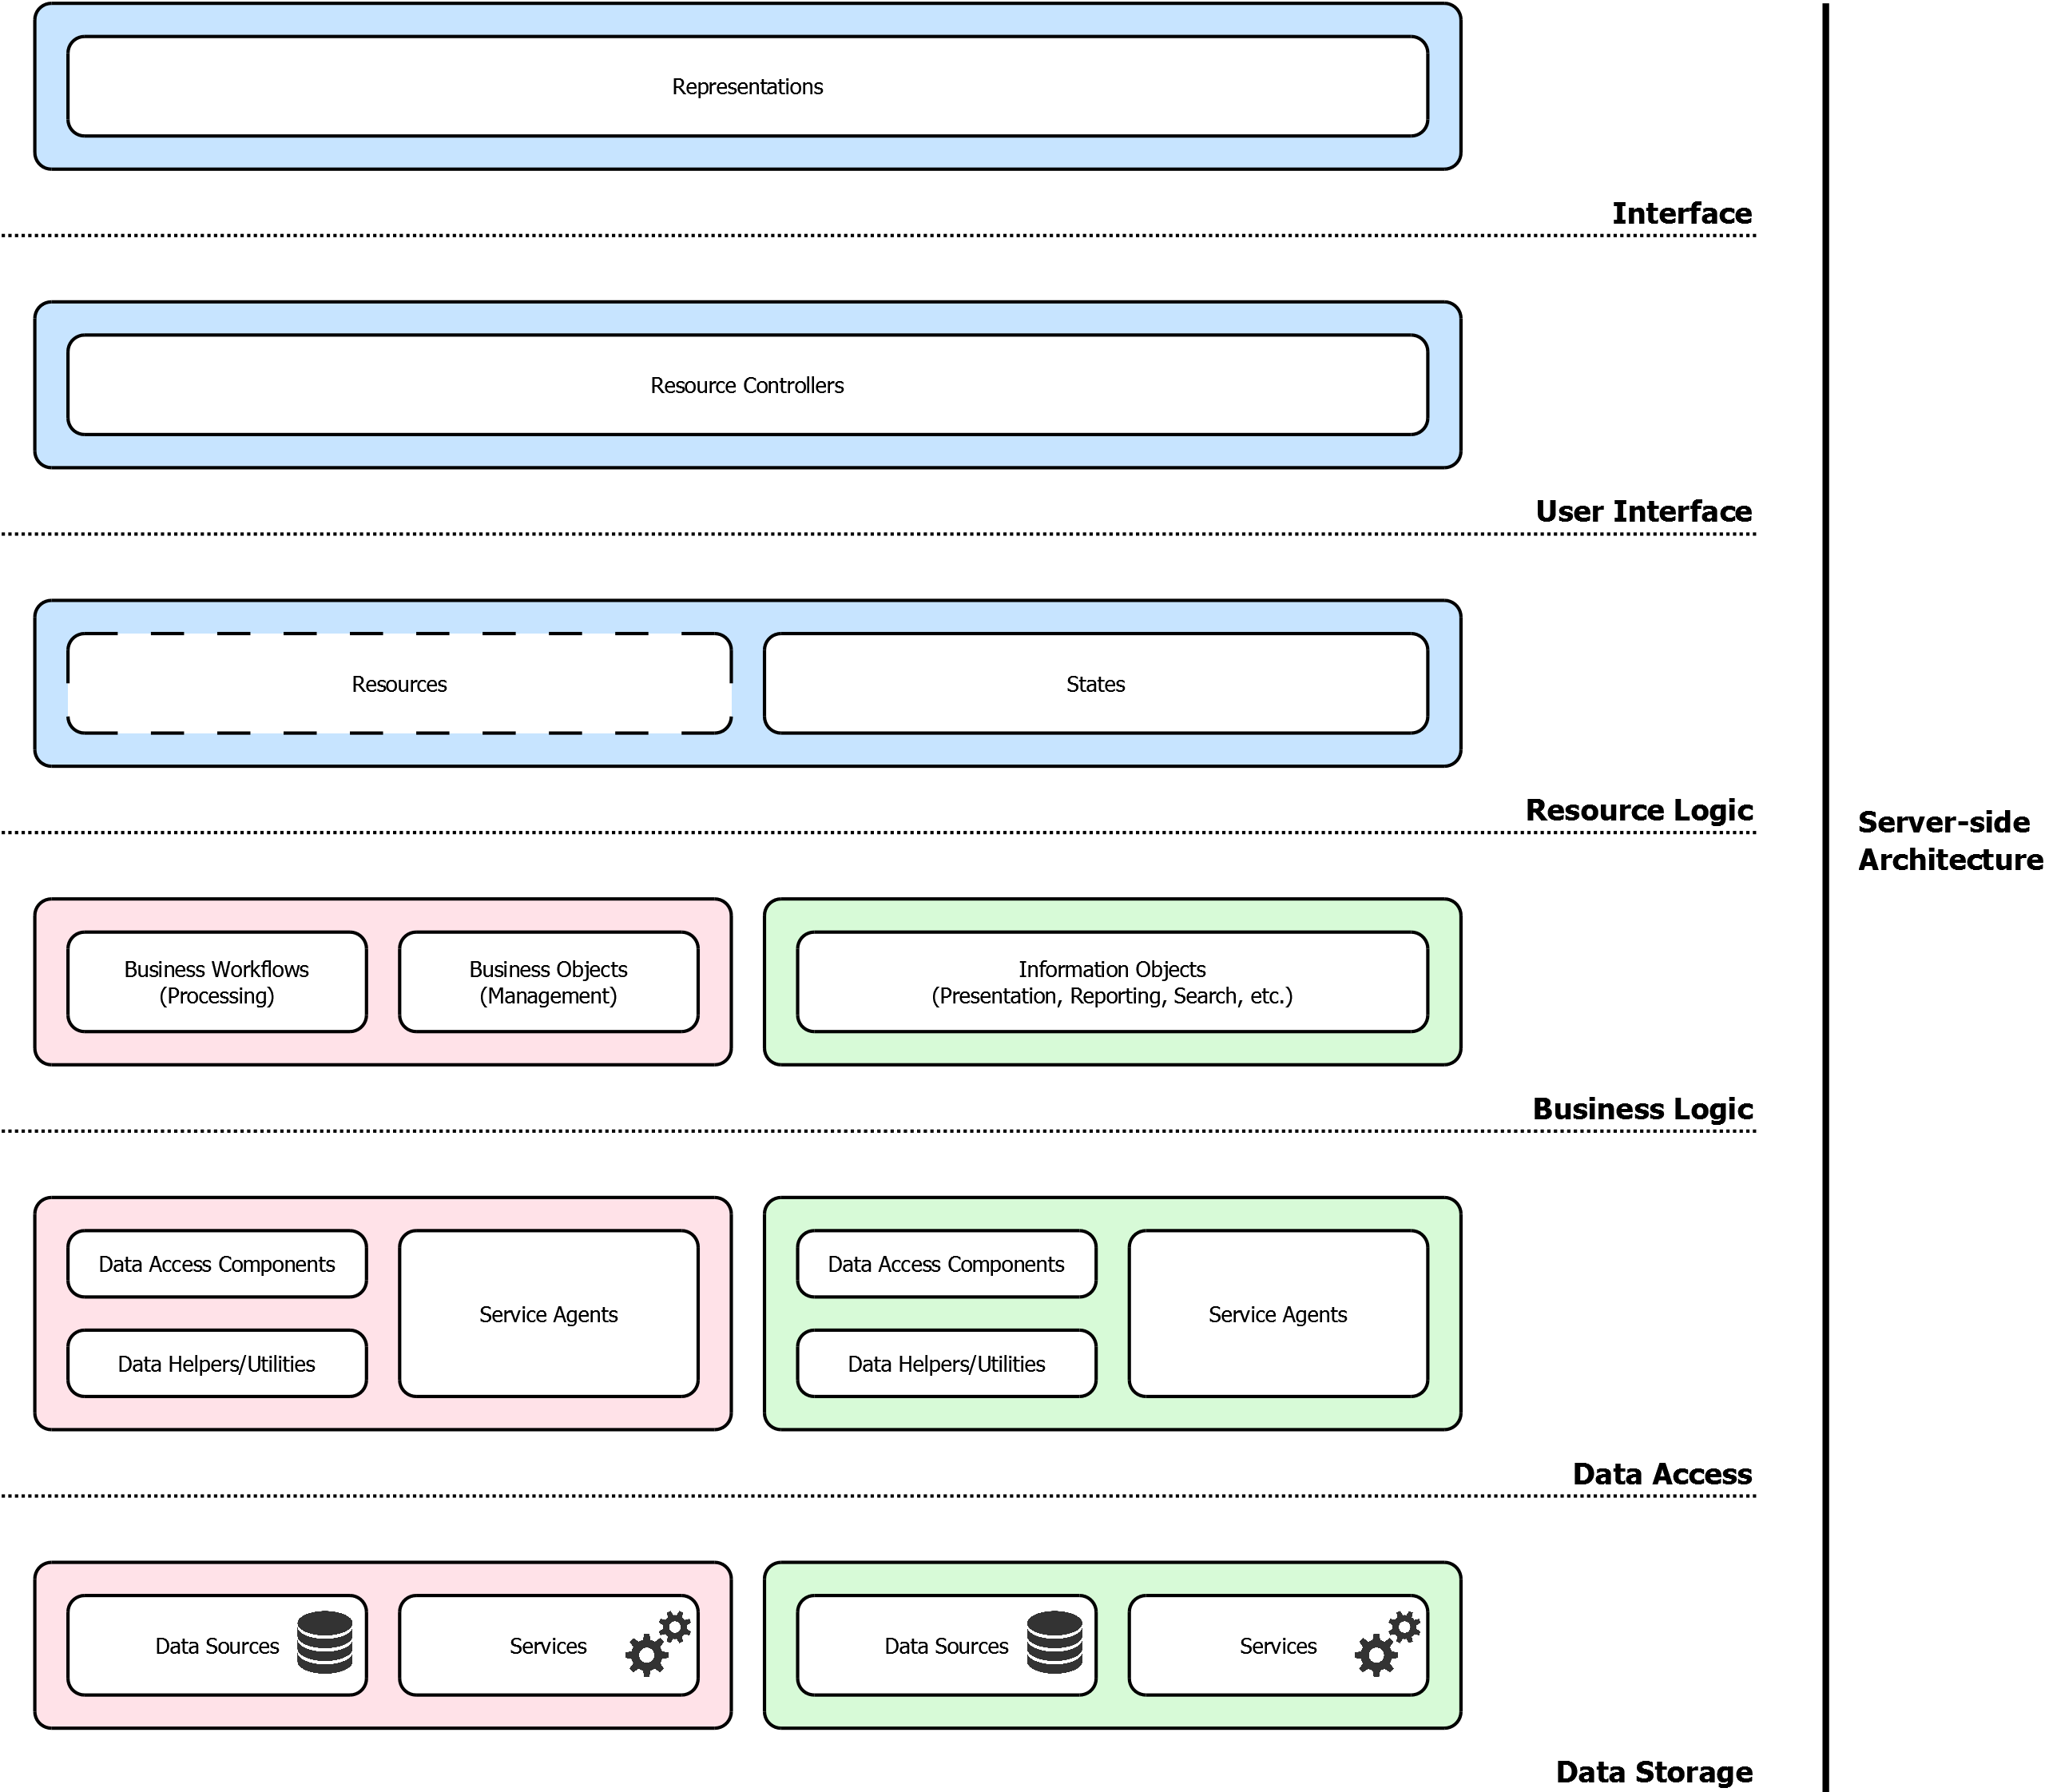 Representations
Interface
Resource Controllers
User Interface
Resources
States
Resource Logic
Server-side
Architecture
Business Workflows
(Processing)
Business Objects
(Management)
Information Objects
(Presentation, Reporting, Search, etc.)
Business Logic
Data Access Components
Data Helpers/Utilities
Service Agents
Data Access Components
Data Helpers/Utilities
Service Agents
Data Access
Data Sources
Services
Data Sources
Services
Data Storage